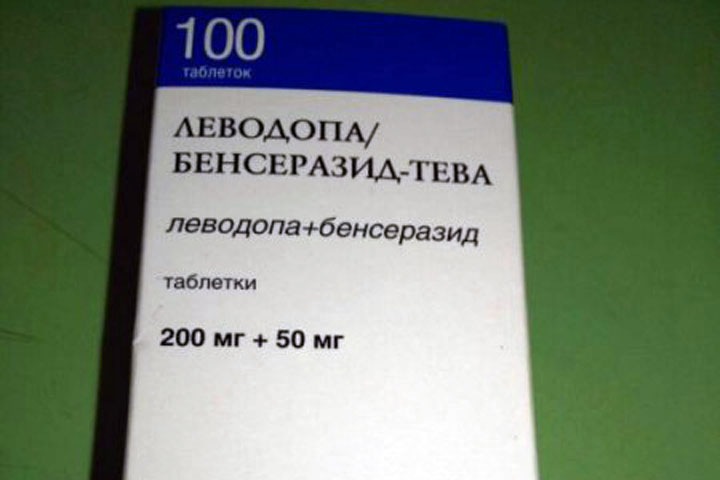 100
таблеток
ЛЕВОДОПА/
БЕНСЕРАЗИД-ТЕВА
леводопа+бенсеразид
таблетки
200 мг + 50 мг